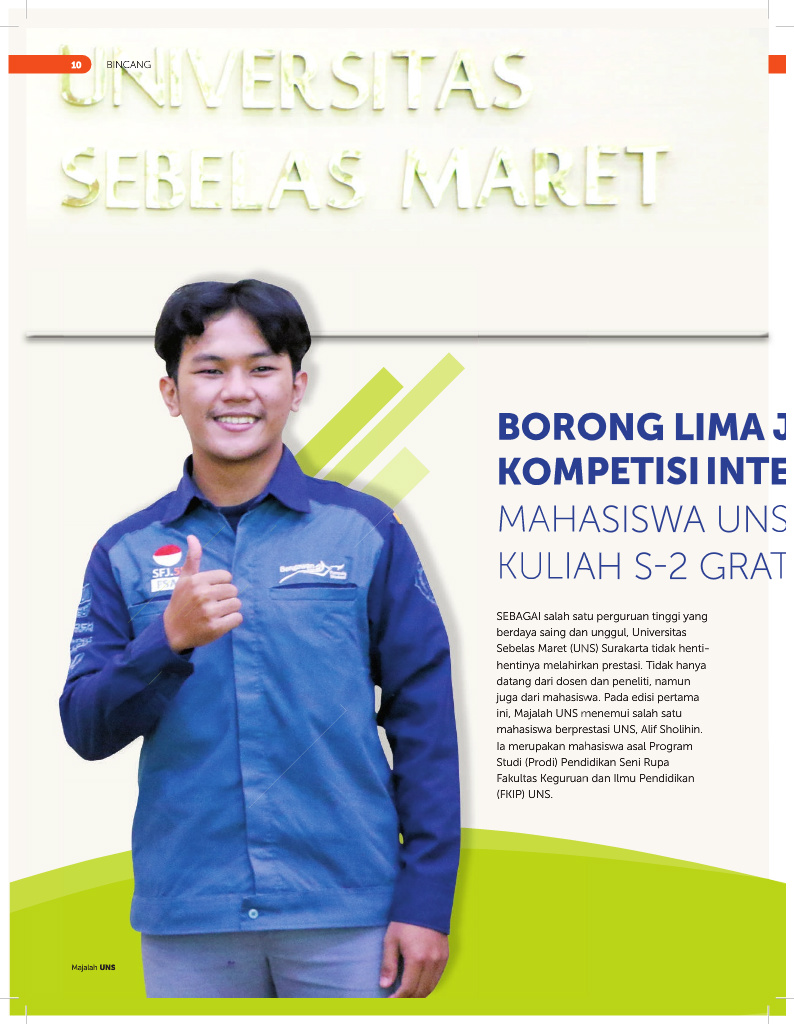 10 BINCANG
UNIVERSITAS
SEBELAS MARET
BORONG LIMA J
KOMPETISI INTE
MAHASISWA UNS
KULIAH S-2 GRAT
SEBAGAI salah satu perguruan tinggi yang
berdaya saing dan unggul, Universitas
Sebelas Maret (UNS) Surakarta tidak henti-
hentinya melahirkan prestasi. Tidak hanya
datang dari dosen dan peneliti, namun
juga dari mahasiswa. Pada edisi pertama
ini, Majalah UNS menemui salah satu
mahasiswa berprestasi UNS, Alif Sholihin.
Ia merupakan mahasiswa asal Program
Studi (Prodi) Pendidikan Seni Rupa
Fakultas Keguruan dan Ilmu Pendidikan
(FKIP) UNS.
Majalah UNS